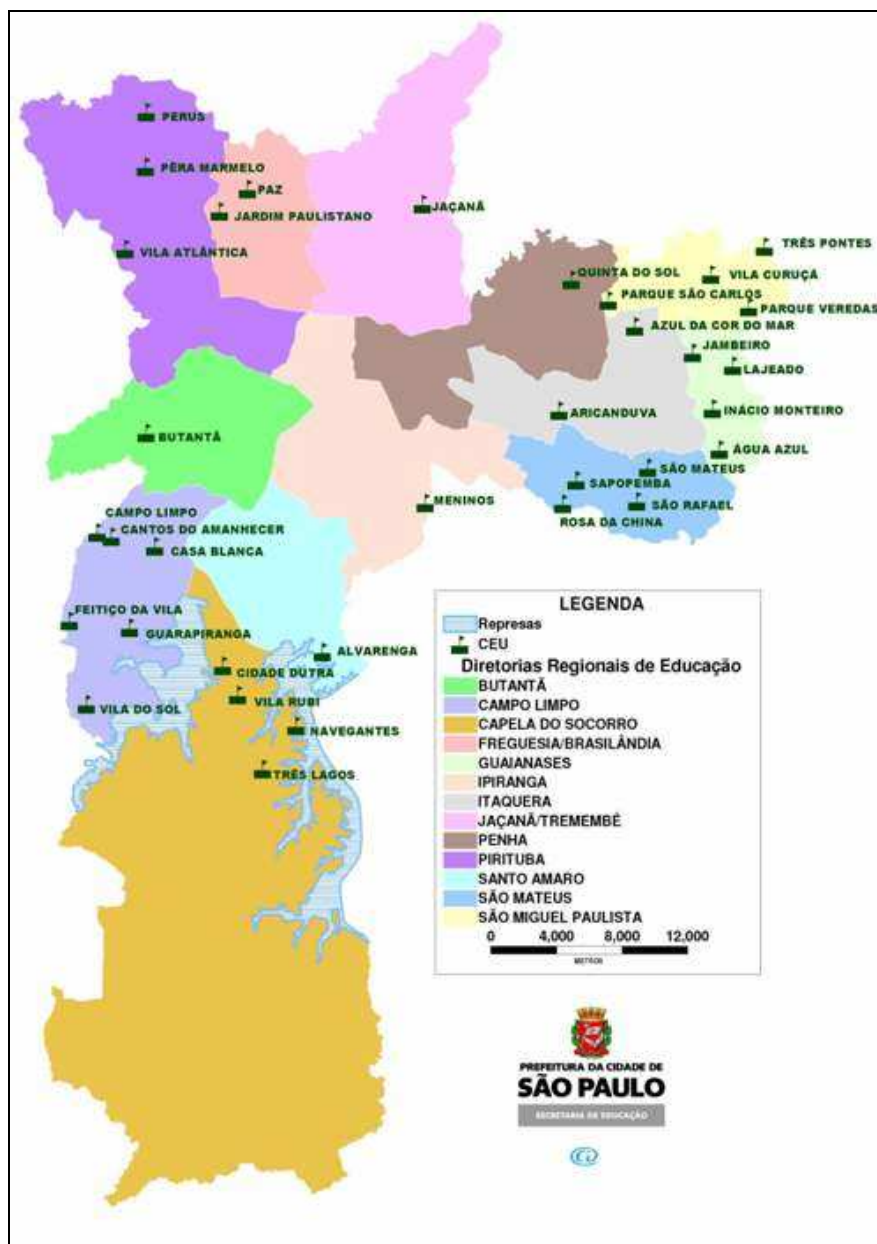 PERUS
PÊRA MARMELO
PAZ
JARDIM PAULISTANO
JAÇANÃ
VILA ATLÂNTICA
TRÊS PONTES
QUINTA DO SOL
VILA CURUÇÁ
PARQUE SÃO CARLOS
PARQUE VEREDAS
AZUL DA COR DO MAR
JAMBEIRO
LAJEADO
ARICANDUVA
INÁCIO MONTEIRO
BUTANTÃ
ÁGUA AZUL
SÃO MATEUS
SAPOPEMBA
MENINOS
SÃO RAFAEL
ROSA DA CHINA
CAMPO LIMPO
CANTOS DO AMANHECER
CASA BLANCA
FEITIÇO DA VILA
GUARAPIRANGA
ALVARENGA
CIDADE DUTRA
VILA RUBI
VILA DO SOL
NAVEGANTES
TRÊS LAGOS
LEGENDA
Represas
CEU
Diretorias Regionais de Educação
BUTANTÃ
CAMPO LIMPO
CAPELA DO SOCORRO
FREGUESIA/BRASILÂNDIA
GUAIANASES
IPIRANGA
ITAQUERA
JAÇANÃ/TREMEMBÉ
PENHA
PIRITUBA
SANTO AMARO
SÃO MATEUS
SÃO MIGUEL PAULISTA
0 4,000 8,000 12,000
METROS
PREFEITURA DA CIDADE DE
SÃO PAULO
SECRETARIA DE EDUCAÇÃO